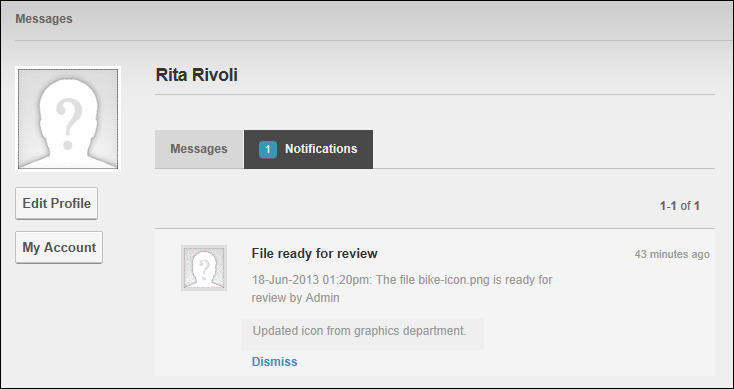 Messages
Rita Rivoli
Edit Profile
My Account
Messages
1 Notifications
1-1 of 1
File ready for review
43 minutes ago
18-Jun-2013 01:20pm: The file bike-icon.png is ready for
review by Admin
Updated icon from graphics department.
Dismiss